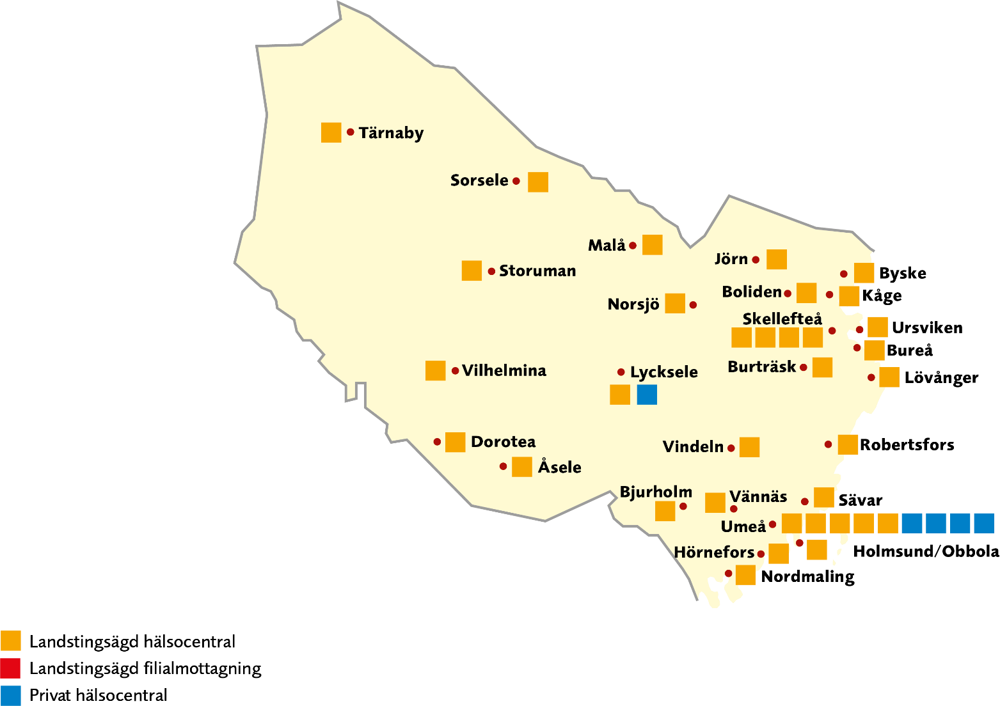 Tärnaby
Sorsele
Malå
Jörn
Storuman
Byske
Boliden
Kåge
Norsjö
Skellefteå
Ursviken
Bureå
Burträsk
Vilhelmina
Lycksele
Lövånger
Dorotea
Vindeln
Robertsfors
Åsele
Bjurholm
Vännäs
Sävar
Umeå
Hörnefors
Holmsund/Obbola
Nordmaling
Landstingsägd hälsocentral
Landstingsägd filialmottagning
Privat hälsocentral